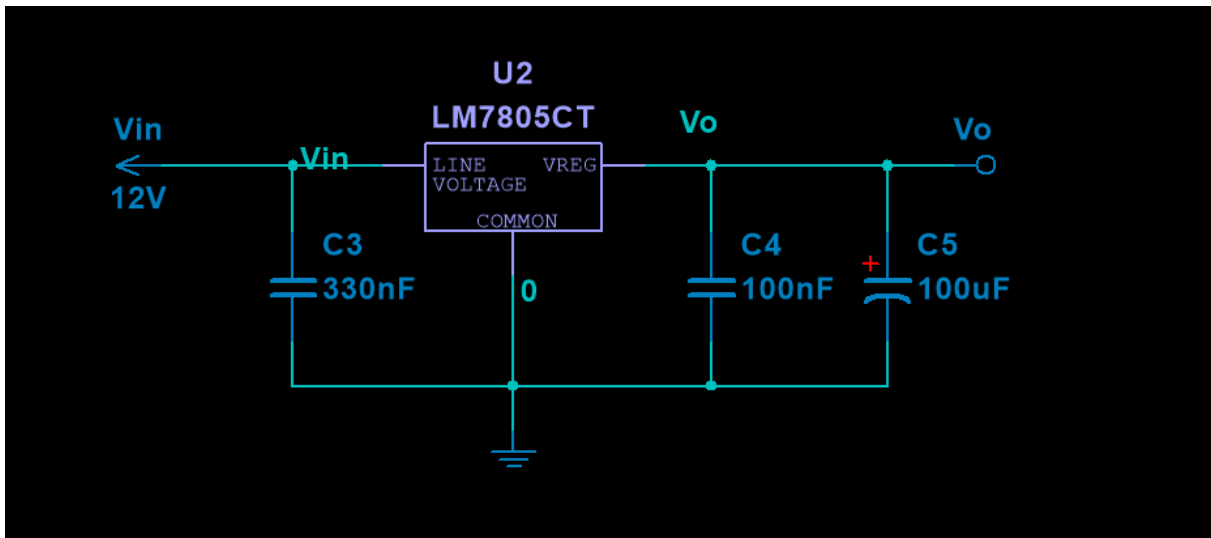 U2
LM7805CT
Vin
12V
Vin
LINE
VOLTAGE
VREG
COMMON
Vo
Vo
C3
330nF
0
C4
100nF
+
C5
100uF